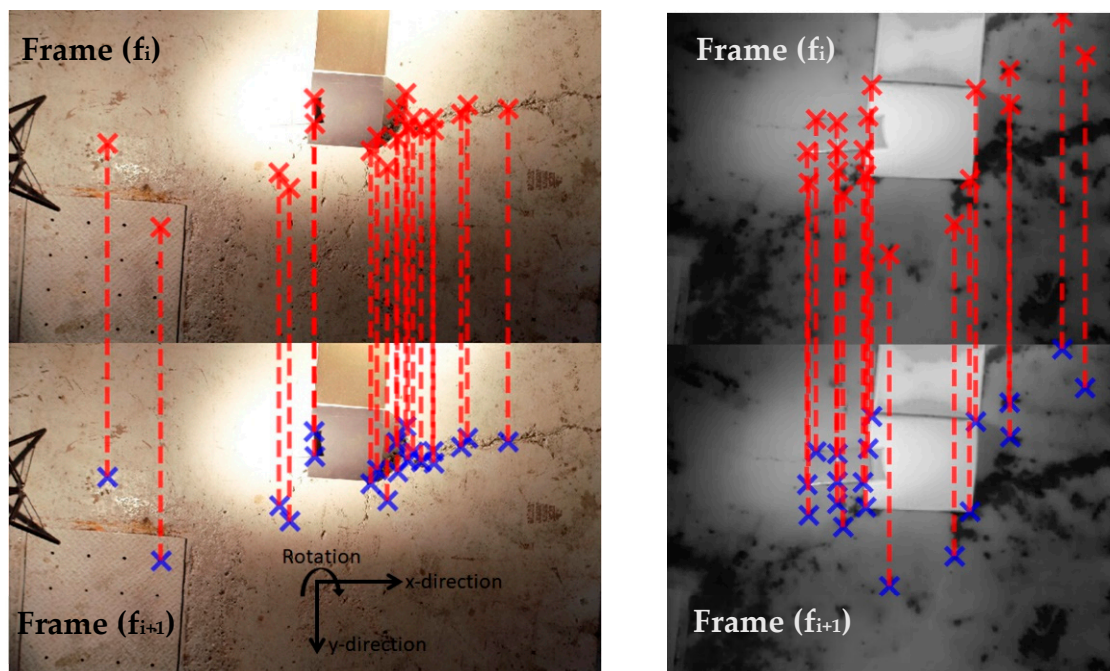 Frame (fi)
Frame (fi)
Rotation
x-direction
Frame (fi+1)
y-direction
Frame (fi+1)